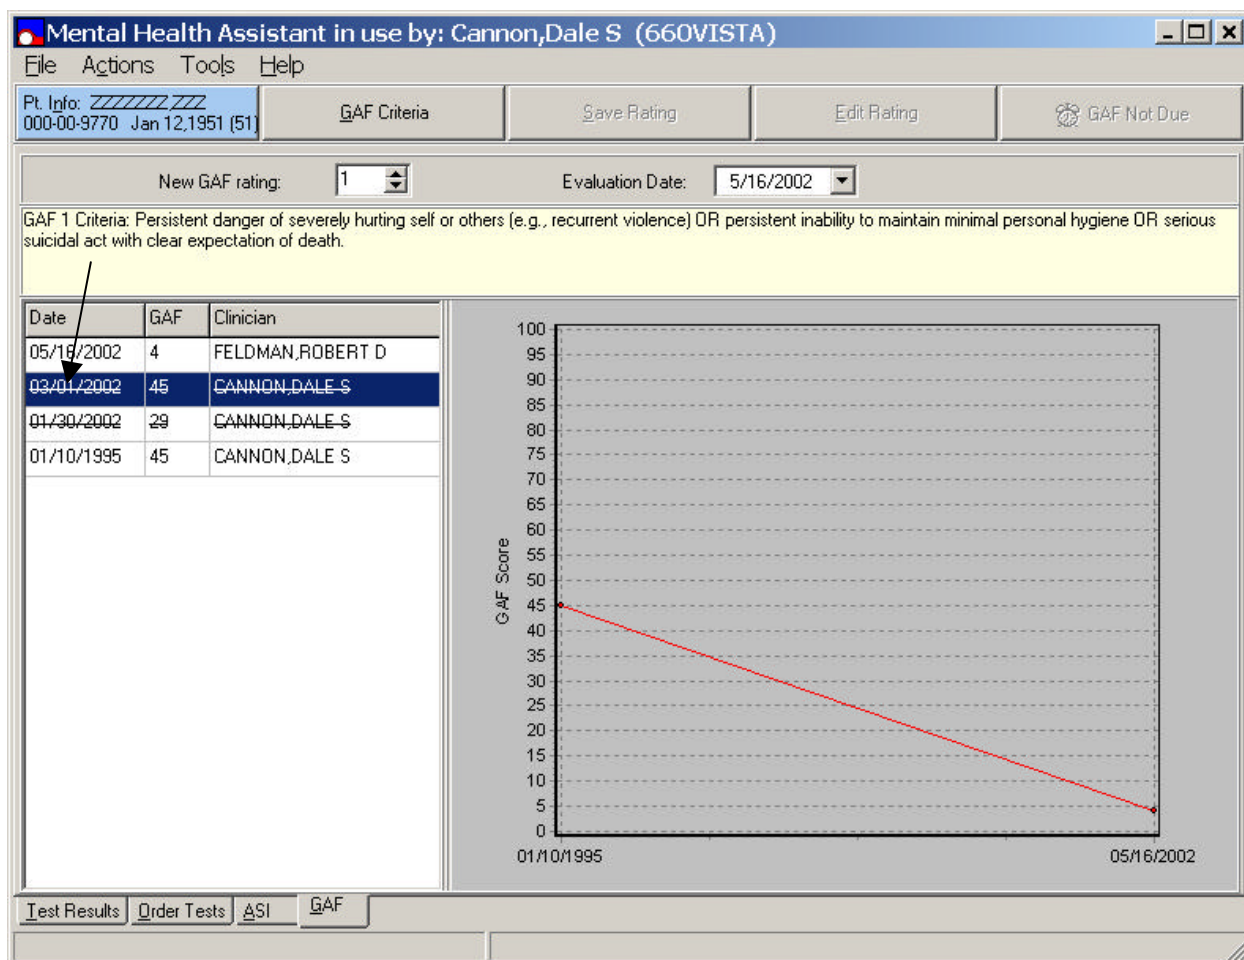 Mental Health Assistant in use by: Cannon,Dale S (660VISTA)
File Actions Tools Help
Pt. Info: ZZZZZZZ,ZZZ
000-00-9770 Jan 12,1951 (51)
GAF Criteria
Save Rating
Edit Rating
GAF Not Due
New GAF rating: 1
Evaluation Date: 5/16/2002
GAF 1 Criteria: Persistent danger of severely hurting self or others (e.g., recurrent violence) OR persistent inability to maintain minimal personal hygiene OR serious
suicidal act with clear expectation of death.
Date GAF Clinician
05/16/2002 4 FELDMAN,ROBERT D
03/01/2002 45 CANNON,DALE S
01/30/2002 29 CANNON,DALE S
01/10/1995 45 CANNON,DALE S
GAF Score
100
95
90
85
80
75
70
65
60
55
50
45
40
35
30
25
20
15
10
5
0
01/10/1995 05/16/2002
Test Results Order Tests ASI GAF